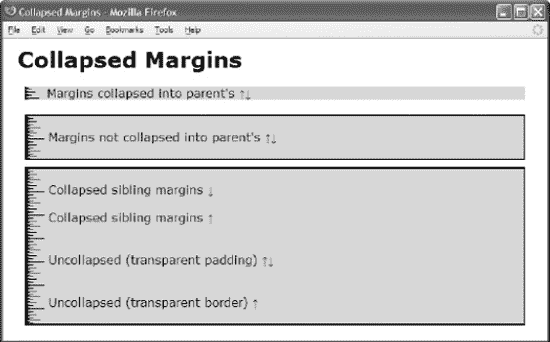 Collapsed Margins - Mozilla Firefox
File Edit View Go Bookmarks Tools Help
Collapsed Margins
Margins collapsed into parent's ↑↓
Margins not collapsed into parent's ↑↓
Collapsed sibling margins ↓
Collapsed sibling margins ↑
Uncollapsed (transparent padding) ↑↓
Uncollapsed (transparent border) ↑